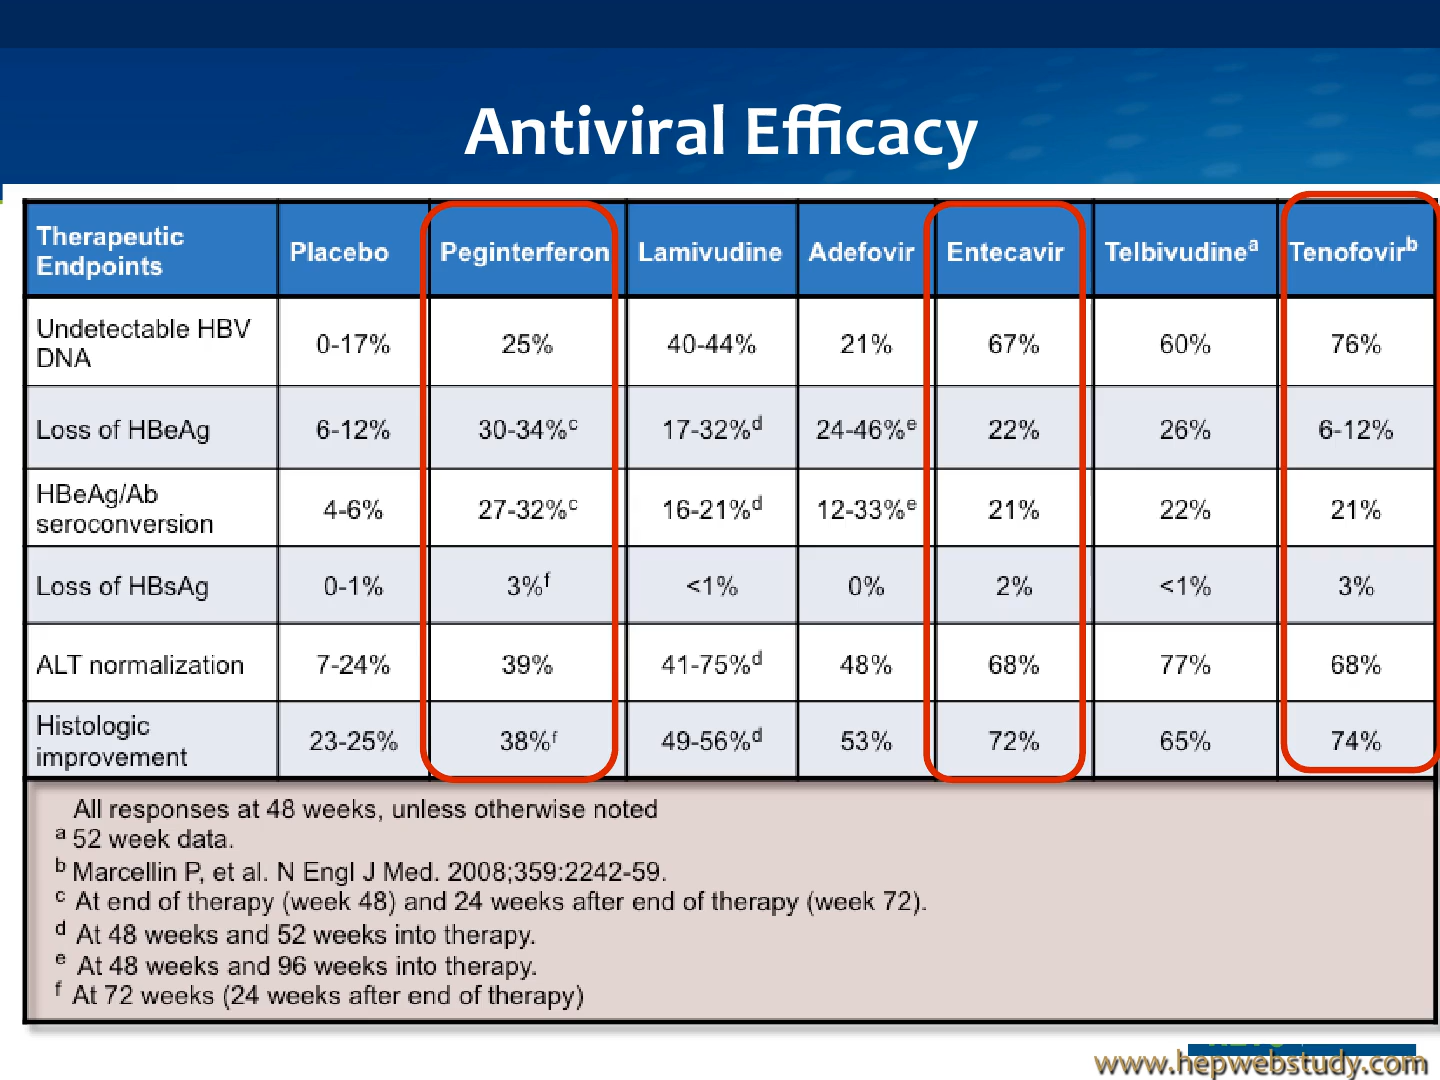 Antiviral Efficacy
Therapeutic Endpoints Placebo Peginterferon Lamivudine Adefovir Entecavir Telbivudineᵃ Tenofovirᵇ
Undetectable HBV DNA 0-17% 25% 40-44% 21% 67% 60% 76%
Loss of HBeAg 6-12% 30-34%ᶜ 17-32%ᵈ 24-46%ᵉ 22% 26% 6-12%
HBeAg/Ab seroconversion 4-6% 27-32%ᶜ 16-21%ᵈ 12-33%ᵉ 21% 22% 21%
Loss of HBsAg 0-1% 3%ᶠ <1% 0% 2% <1% 3%
ALT normalization 7-24% 39% 41-75%ᵈ 48% 68% 77% 68%
Histologic improvement 23-25% 38%ᶠ 49-56%ᵈ 53% 72% 65% 74%
All responses at 48 weeks, unless otherwise noted
ᵃ 52 week data.
ᵇ Marcellin P, et al. N Engl J Med. 2008;359:2242-59.
ᶜ At end of therapy (week 48) and 24 weeks after end of therapy (week 72).
ᵈ At 48 weeks and 52 weeks into therapy.
ᵉ At 48 weeks and 96 weeks into therapy.
ᶠ At 72 weeks (24 weeks after end of therapy)
www.hepwebstudy.com